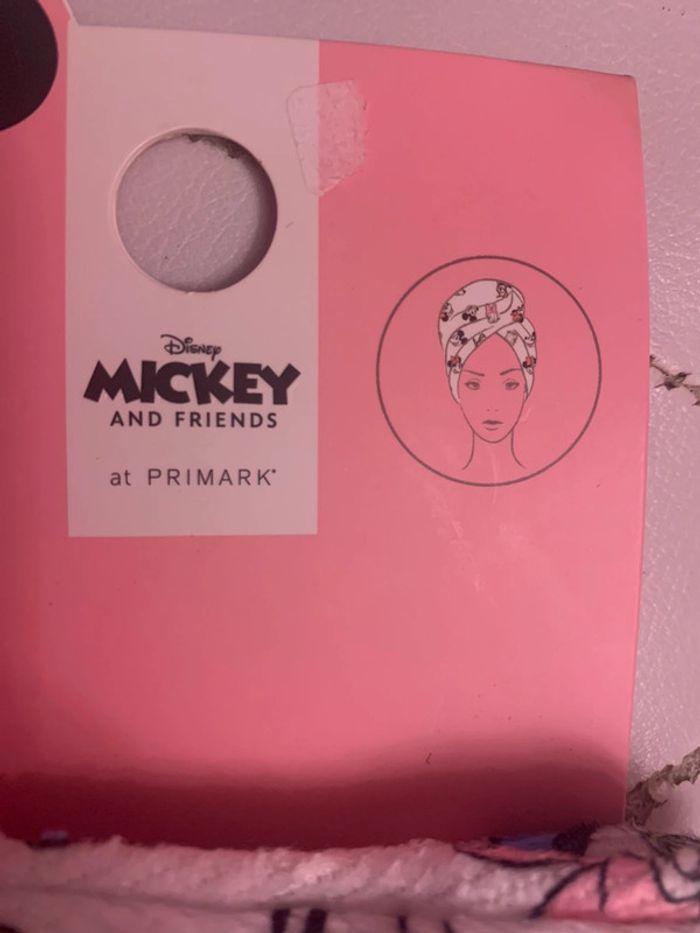 Disney
MICKEY
AND FRIENDS
at PRIMARK®